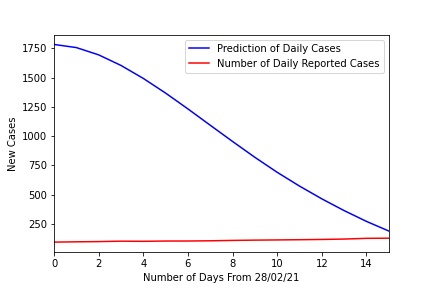 Prediction of Daily Cases
Number of Daily Reported Cases
New Cases
1750
1500
1250
1000
750
500
250
0 2 4 6 8 10 12 14
Number of Days From 28/02/21